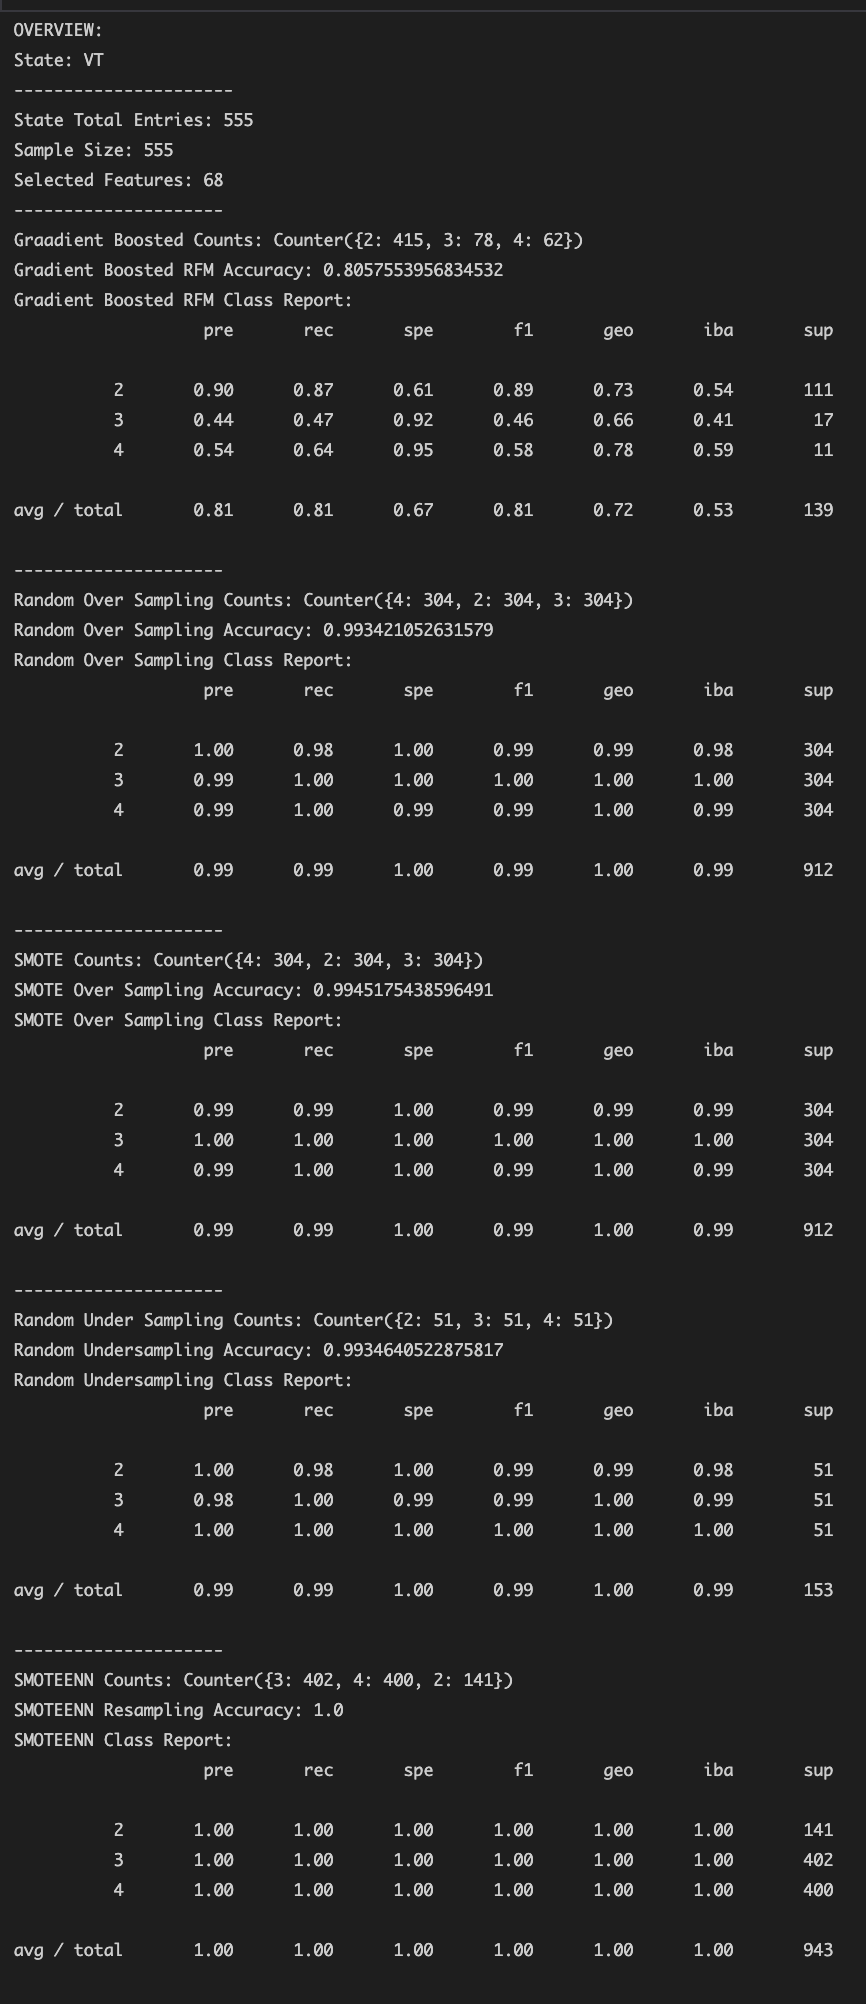 OVERVIEW:
State: VT
----------------------
State Total Entries: 555
Sample Size: 555
Selected Features: 68
---------------------
Graadient Boosted Counts: Counter({2: 415, 3: 78, 4: 62})
Gradient Boosted RFM Accuracy: 0.8057553956834532
Gradient Boosted RFM Class Report:
pre rec spe f1 geo iba sup
2 0.90 0.87 0.61 0.89 0.73 0.54 111
3 0.44 0.47 0.92 0.46 0.66 0.41 17
4 0.54 0.64 0.95 0.58 0.78 0.59 11
avg / total 0.81 0.81 0.67 0.81 0.72 0.53 139
---------------------
Random Over Sampling Counts: Counter({4: 304, 2: 304, 3: 304})
Random Over Sampling Accuracy: 0.993421052631579
Random Over Sampling Class Report:
pre rec spe f1 geo iba sup
2 1.00 0.98 1.00 0.99 0.99 0.98 304
3 0.99 1.00 1.00 1.00 1.00 1.00 304
4 0.99 1.00 0.99 0.99 1.00 0.99 304
avg / total 0.99 0.99 1.00 0.99 1.00 0.99 912
---------------------
SMOTE Counts: Counter({4: 304, 2: 304, 3: 304})
SMOTE Over Sampling Accuracy: 0.9945175438596491
SMOTE Over Sampling Class Report:
pre rec spe f1 geo iba sup
2 0.99 0.99 1.00 0.99 0.99 0.99 304
3 1.00 1.00 1.00 1.00 1.00 1.00 304
4 0.99 1.00 1.00 0.99 1.00 0.99 304
avg / total 0.99 0.99 1.00 0.99 1.00 0.99 912
---------------------
Random Under Sampling Counts: Counter({2: 51, 3: 51, 4: 51})
Random Undersampling Accuracy: 0.9934640522875817
Random Undersampling Class Report:
pre rec spe f1 geo iba sup
2 1.00 0.98 1.00 0.99 0.99 0.98 51
3 0.98 1.00 0.99 0.99 1.00 0.99 51
4 1.00 1.00 1.00 1.00 1.00 1.00 51
avg / total 0.99 0.99 1.00 0.99 1.00 0.99 153
---------------------
SMOTEENN Counts: Counter({3: 402, 4: 400, 2: 141})
SMOTEENN Resampling Accuracy: 1.0
SMOTEENN Class Report:
pre rec spe f1 geo iba sup
2 1.00 1.00 1.00 1.00 1.00 1.00 141
3 1.00 1.00 1.00 1.00 1.00 1.00 402
4 1.00 1.00 1.00 1.00 1.00 1.00 400
avg / total 1.00 1.00 1.00 1.00 1.00 1.00 943